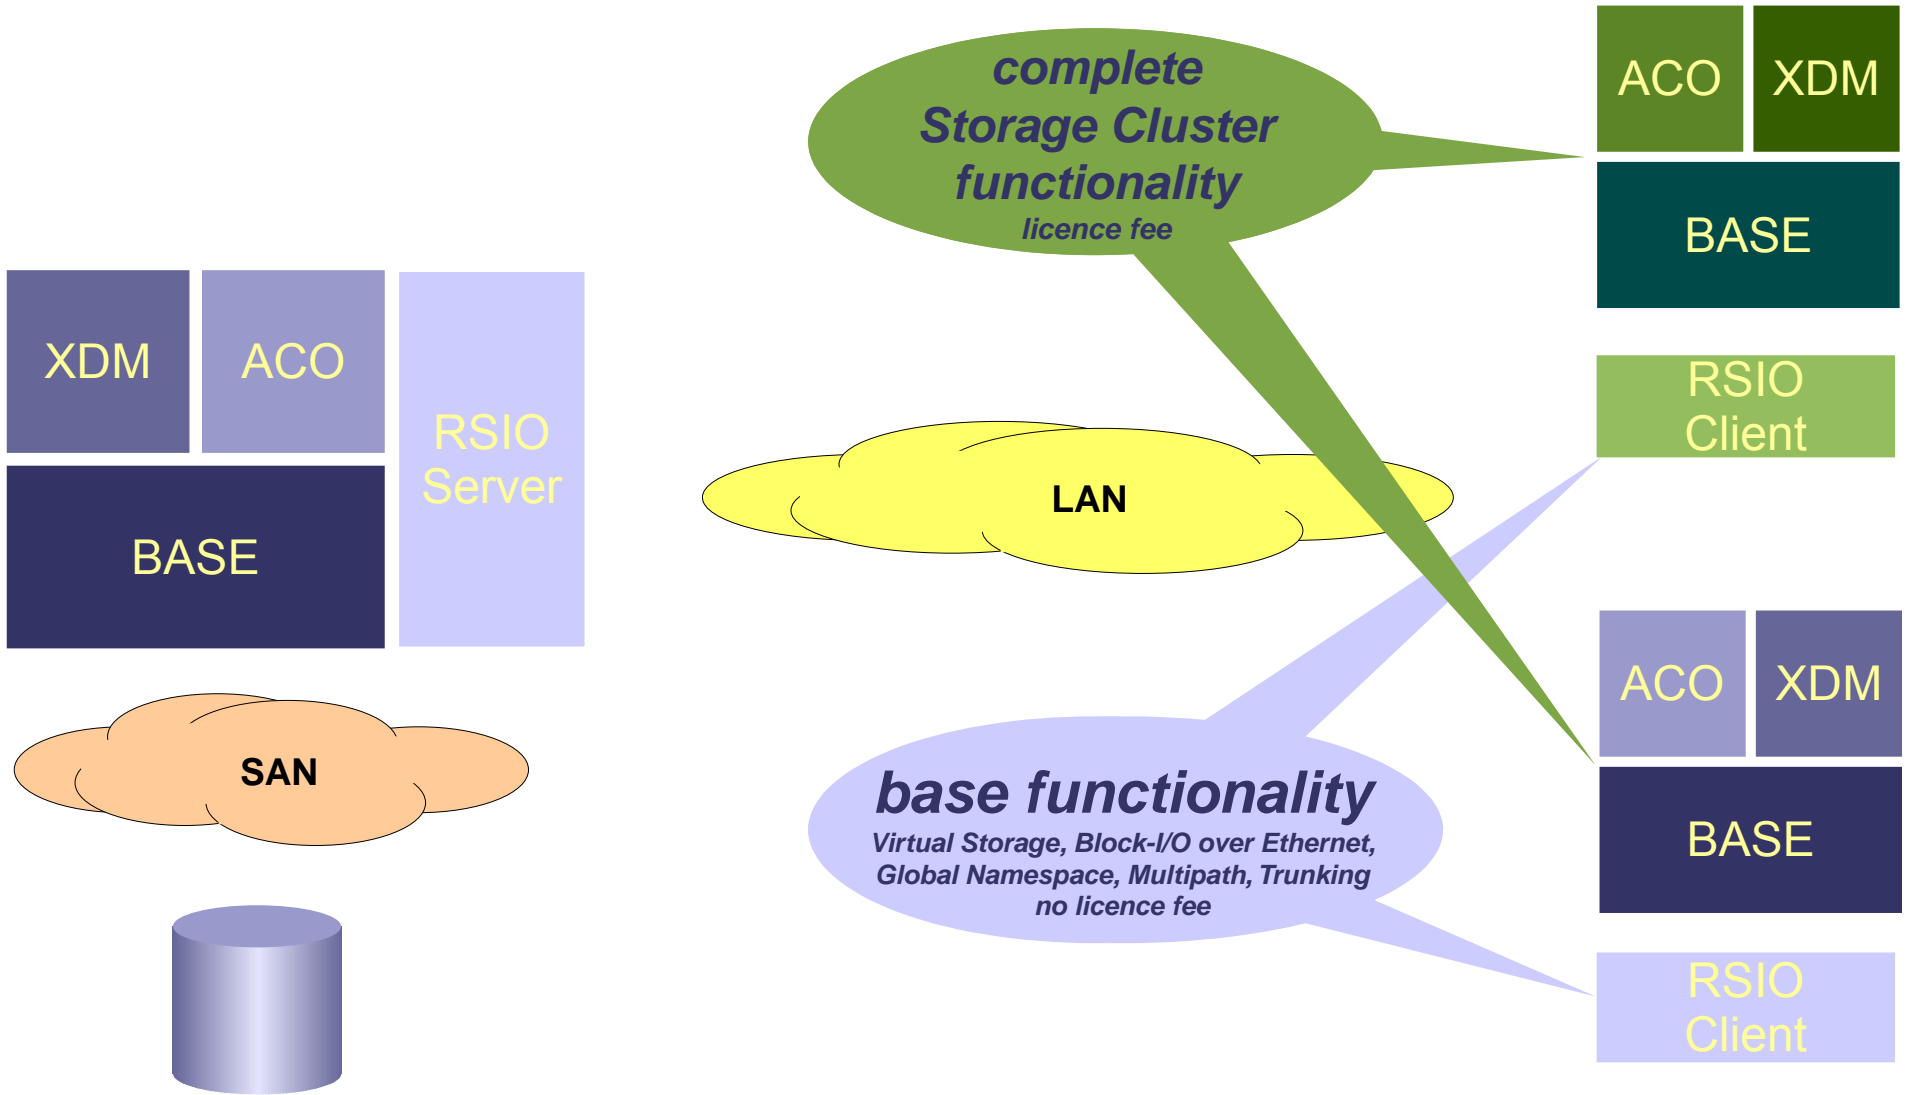 complete
Storage Cluster
functionality
licence fee
ACO
XDM
BASE
XDM
ACO
RSIO
Server
BASE
RSIO
Client
LAN
SAN
base functionality
Virtual Storage, Block-I/O over Ethernet,
Global Namespace, Multipath, Trunking
no licence fee
ACO
XDM
BASE
RSIO
Client